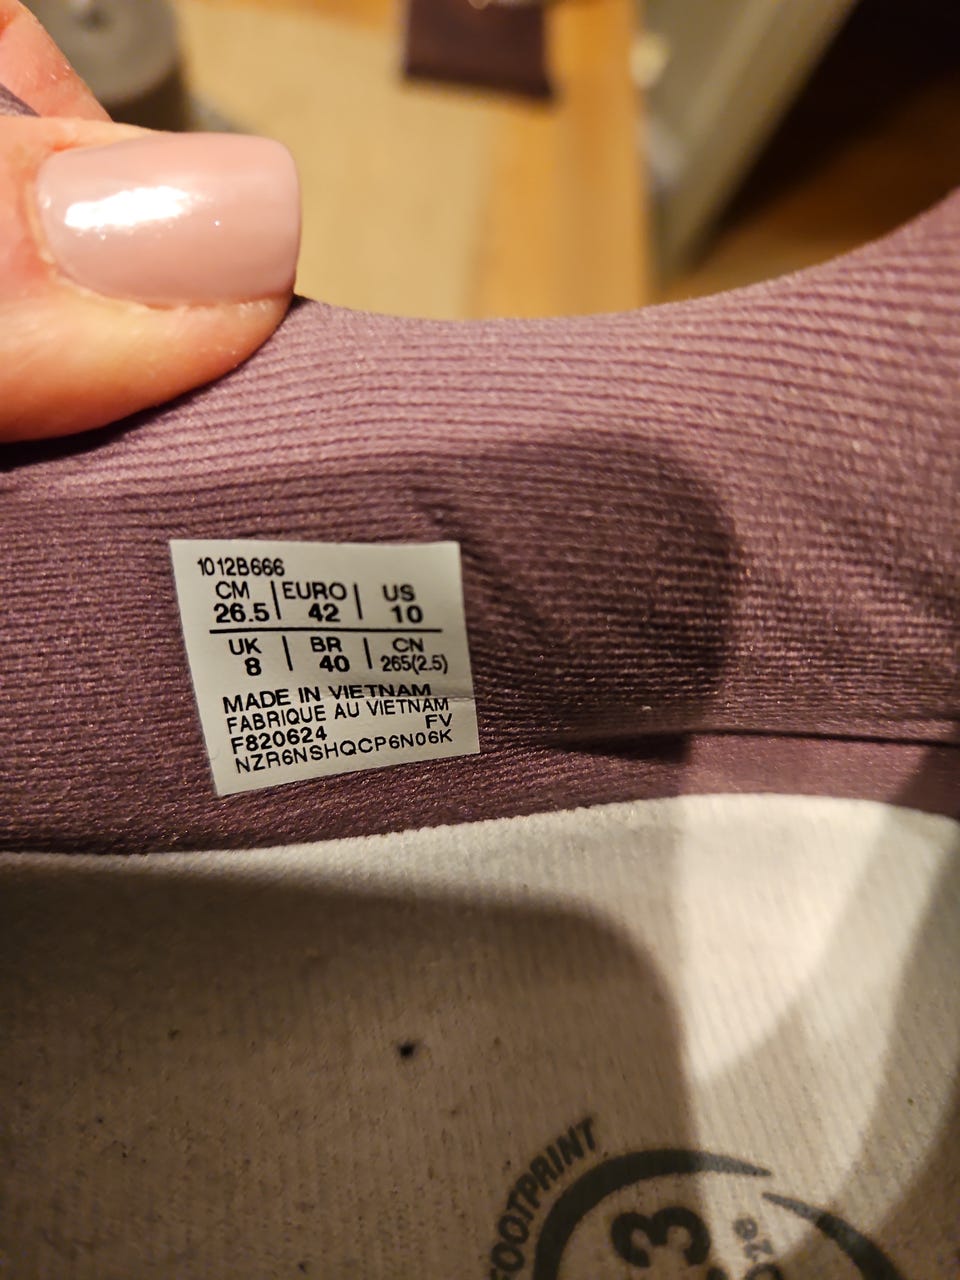 1012B666
CM | EURO | US
26.5 | 42 | 10
UK | BR | CN
8 | 40 | 265(2.5)
MADE IN VIETNAM
FABRIQUE AU VIETNAM
F820624 FV
NZR6NSHQCP6N06K
FOOTPRINT
3